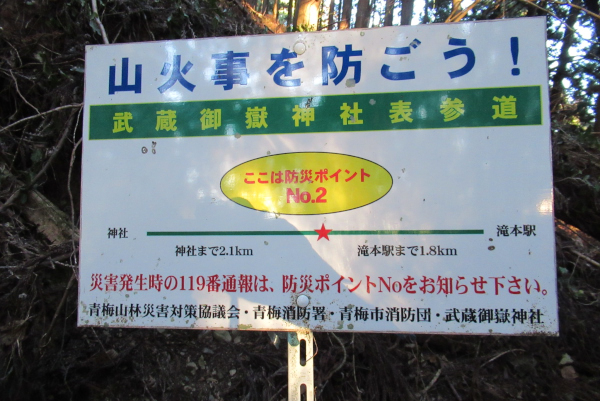 山火事を防ごう！
武蔵御嶽神社表参道
ここは防災ポイント
No.2
神社
滝本駅
神社まで2.1km
滝本駅まで1.8km
災害発生時の119番通報は、防災ポイントNoをお知らせ下さい。
青梅山林災害対策協議会・青梅消防署・青梅市消防団・武蔵御嶽神社